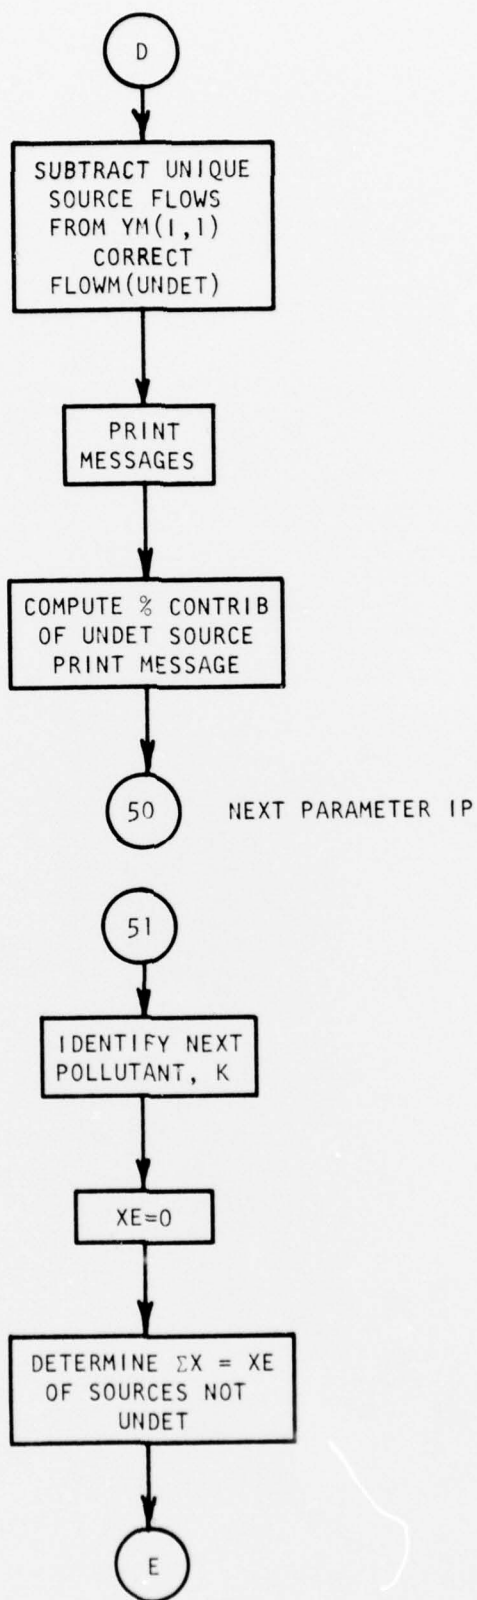 D
SUBTRACT UNIQUE
SOURCE FLOWS
FROM YM(1,1)
CORRECT
FLOWM(UNDET)
PRINT
MESSAGES
COMPUTE % CONTRIB
OF UNDET SOURCE
PRINT MESSAGE
50 NEXT PARAMETER IP
51
IDENTIFY NEXT
POLLUTANT, K
XE=0
DETERMINE ΣX = XE
OF SOURCES NOT
UNDET
E